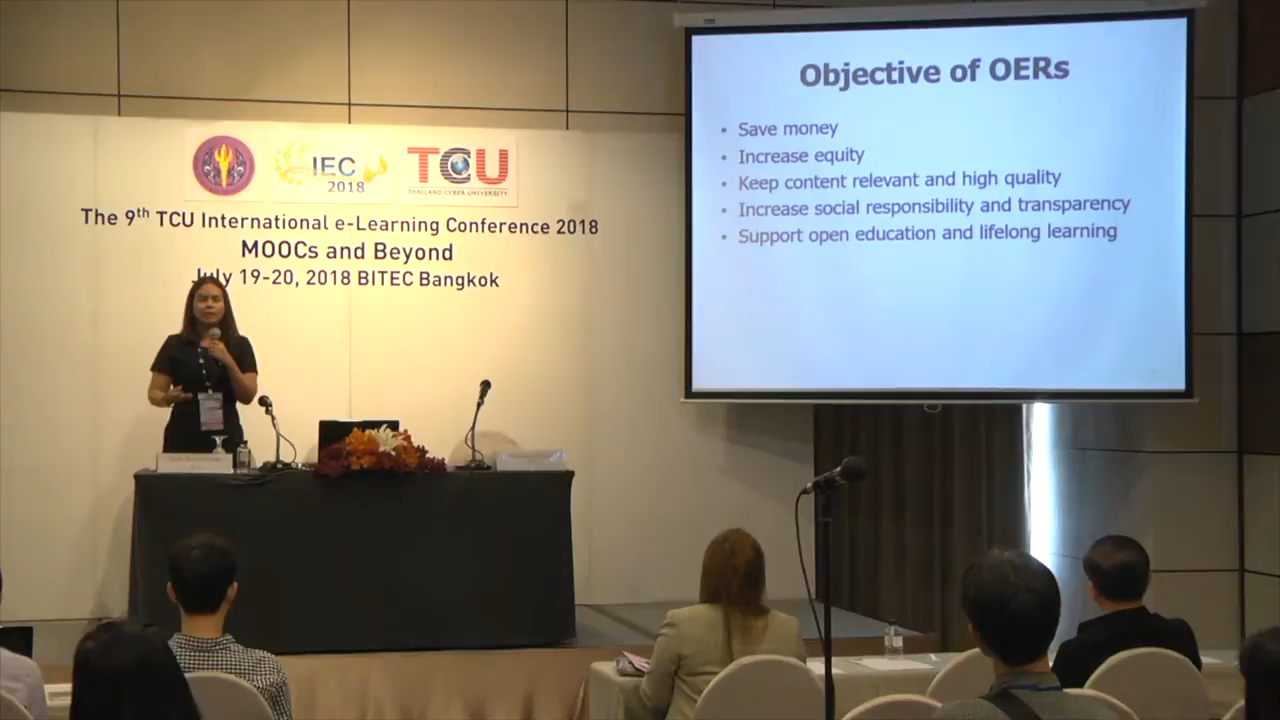 IEC
2018
TCU
THAILAND CYBER UNIVERSITY
The 9th TCU International e-Learning Conference 2018
MOOCs and Beyond
July 19-20, 2018 BITEC Bangkok
Objective of OERs
• Save money
• Increase equity
• Keep content relevant and high quality
• Increase social responsibility and transparency
• Support open education and lifelong learning